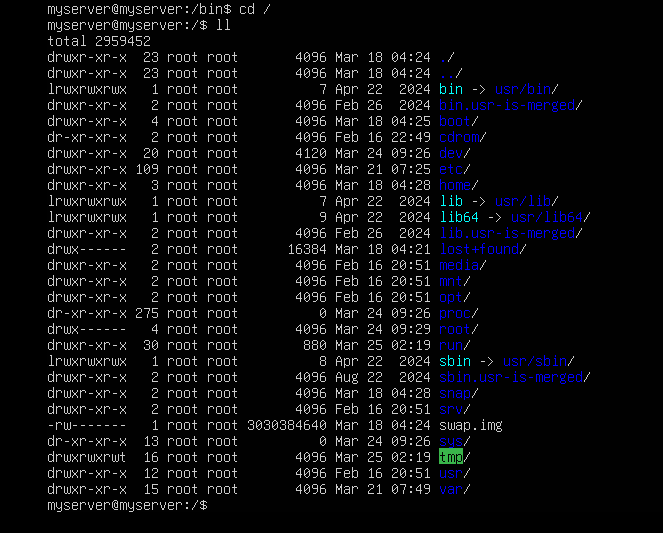 myserver@myserver:/bin$ cd /
myserver@myserver:/$ ll
total 2959452
drwxr-xr-x  23 root root       4096 Mar 18 04:24 ./
drwxr-xr-x  23 root root       4096 Mar 18 04:24 ../
lrwxrwxrwx   1 root root          7 Apr 22  2024 bin -> usr/bin/
drwxr-xr-x   2 root root       4096 Feb 26  2024 bin.usr-is-merged/
drwxr-xr-x   4 root root       4096 Mar 18 04:25 boot/
dr-xr-xr-x   2 root root       4096 Feb 16 22:49 cdrom/
drwxr-xr-x  20 root root       4120 Mar 24 09:26 dev/
drwxr-xr-x 109 root root       4096 Mar 21 07:25 etc/
drwxr-xr-x   3 root root       4096 Mar 18 04:28 home/
lrwxrwxrwx   1 root root          7 Apr 22  2024 lib -> usr/lib/
lrwxrwxrwx   1 root root          9 Apr 22  2024 lib64 -> usr/lib64/
drwxr-xr-x   2 root root       4096 Feb 26  2024 lib.usr-is-merged/
drwx------   2 root root      16384 Mar 18 04:21 lost+found/
drwxr-xr-x   2 root root       4096 Feb 16 20:51 media/
drwxr-xr-x   2 root root       4096 Feb 16 20:51 mnt/
drwxr-xr-x   2 root root       4096 Feb 16 20:51 opt/
dr-xr-xr-x 275 root root          0 Mar 24 09:26 proc/
drwx------   4 root root       4096 Mar 24 09:29 root/
drwxr-xr-x  30 root root        880 Mar 25 02:19 run/
lrwxrwxrwx   1 root root          8 Apr 22  2024 sbin -> usr/sbin/
drwxr-xr-x   2 root root       4096 Aug 22  2024 sbin.usr-is-merged/
drwxr-xr-x   2 root root       4096 Mar 18 04:28 snap/
drwxr-xr-x   2 root root       4096 Feb 16 20:51 srv/
-rw-------   1 root root 3030384640 Mar 18 04:24 swap.img
dr-xr-xr-x  13 root root          0 Mar 24 09:26 sys/
drwxrwxrwt  16 root root       4096 Mar 25 02:19 tmp/
drwxr-xr-x  12 root root       4096 Feb 16 20:51 usr/
drwxr-xr-x  15 root root       4096 Mar 21 07:49 var/
myserver@myserver:/$